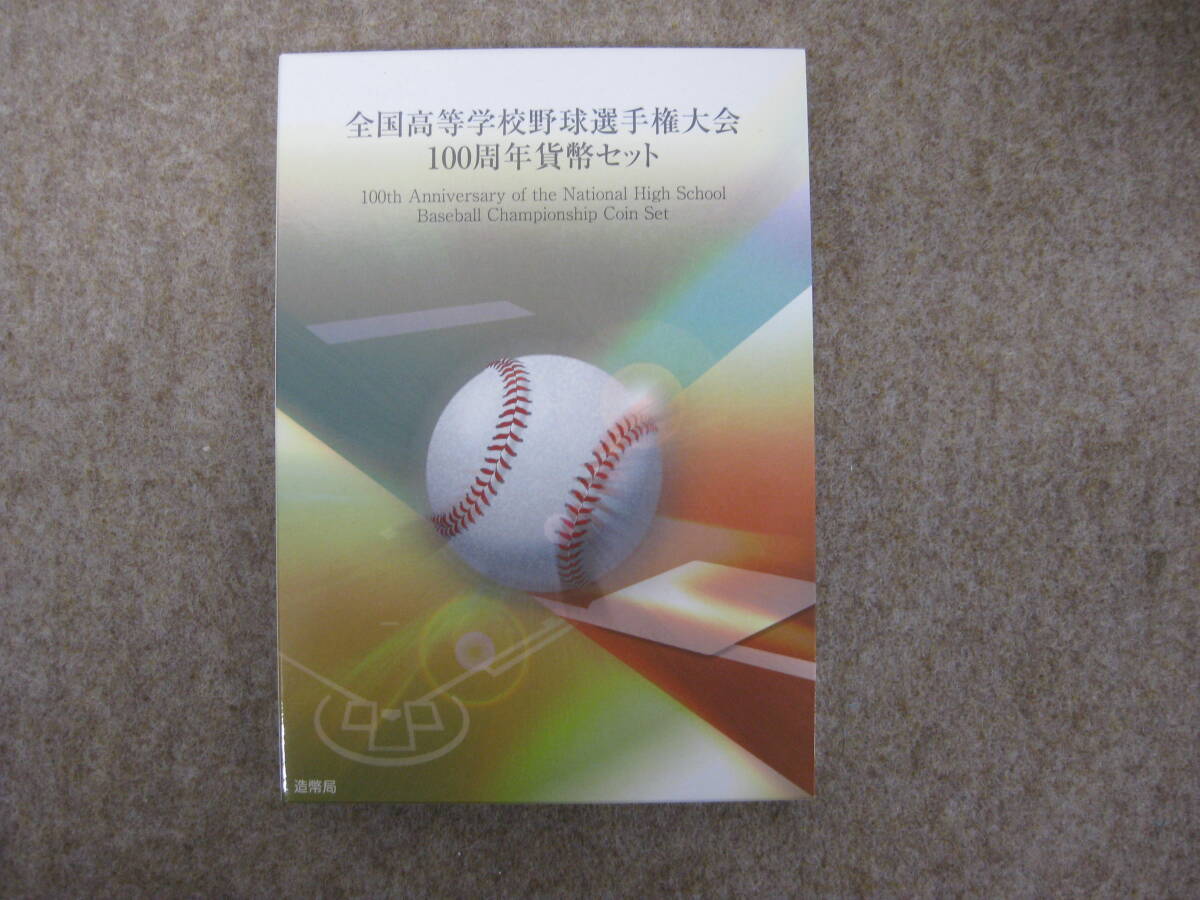 全国高等学校野球選手権大会
100周年貨幣セット
100th Anniversary of the National High School
Baseball Championship Coin Set
造幣局